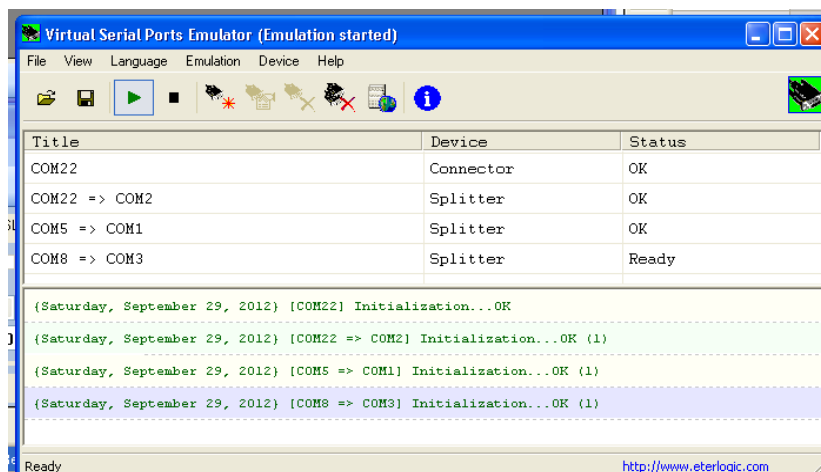 Virtual Serial Ports Emulator (Emulation started)
File View Language Emulation Device Help
Title Device Status
COM22 Connector OK
COM22 => COM2 Splitter OK
COM5 => COM1 Splitter OK
COM8 => COM3 Splitter Ready
{Saturday, September 29, 2012} [COM22] Initialization...OK
{Saturday, September 29, 2012} [COM22 => COM2] Initialization...OK (1)
{Saturday, September 29, 2012} [COM5 => COM1] Initialization...OK (1)
{Saturday, September 29, 2012} [COM8 => COM3] Initialization...OK (1)
Ready http://www.eterlogic.com